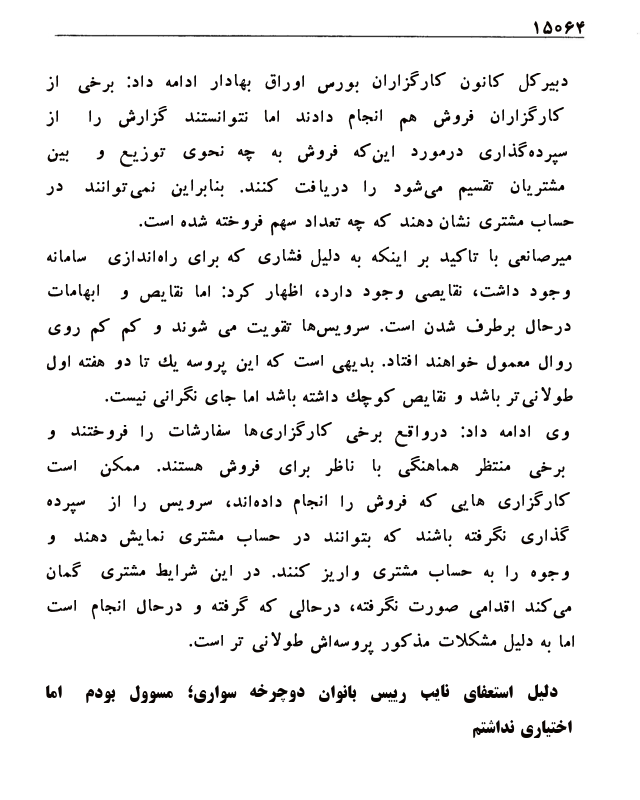 ۱۵۰۶۴
دبیرکل کانون کارگزاران بورس اوراق بهادار ادامه داد: برخی از
کارگزاران فروش هم انجام دادند اما نتوانستند گزارش را از
سپرده‌گذاری درمورد این‌که فروش به چه نحوی توزیع و بین
مشتریان تقسیم می‌شود را دریافت کنند. بنابراین نمی‌توانند در
حساب مشتری نشان دهند که چه تعداد سهم فروخته شده است.
میرصانعی با تاکید بر اینکه به دلیل فشاری که برای راه‌اندازی سامانه
وجود داشت، نقایصی وجود دارد، اظهار کرد: اما نقایص و ابهامات
درحال برطرف شدن است. سرویس‌ها تقویت می شوند و کم کم روی
روال معمول خواهند افتاد. بدیهی است که این پروسه یك تا دو هفته اول
طولانی‌تر باشد و نقایص کوچك داشته باشد اما جای نگرانی نیست.
وی ادامه داد: درواقع برخی کارگزاری‌ها سفارشات را فروختند و
برخی منتظر هماهنگی با ناظر برای فروش هستند. ممکن است
کارگزاری هایی که فروش را انجام داده‌اند، سرویس را از سپرده
گذاری نگرفته باشند که بتوانند در حساب مشتری نمایش دهند و
وجوه را به حساب مشتری واریز کنند. در این شرایط مشتری گمان
می‌کند اقدامی صورت نگرفته، درحالی که گرفته و درحال انجام است
اما به دلیل مشکلات مذکور پروسه‌اش طولانی تر است.
دلیل استعفای نایب رییس بانوان دوچرخه سواری؛ مسوول بودم اما
اختیاری نداشتم